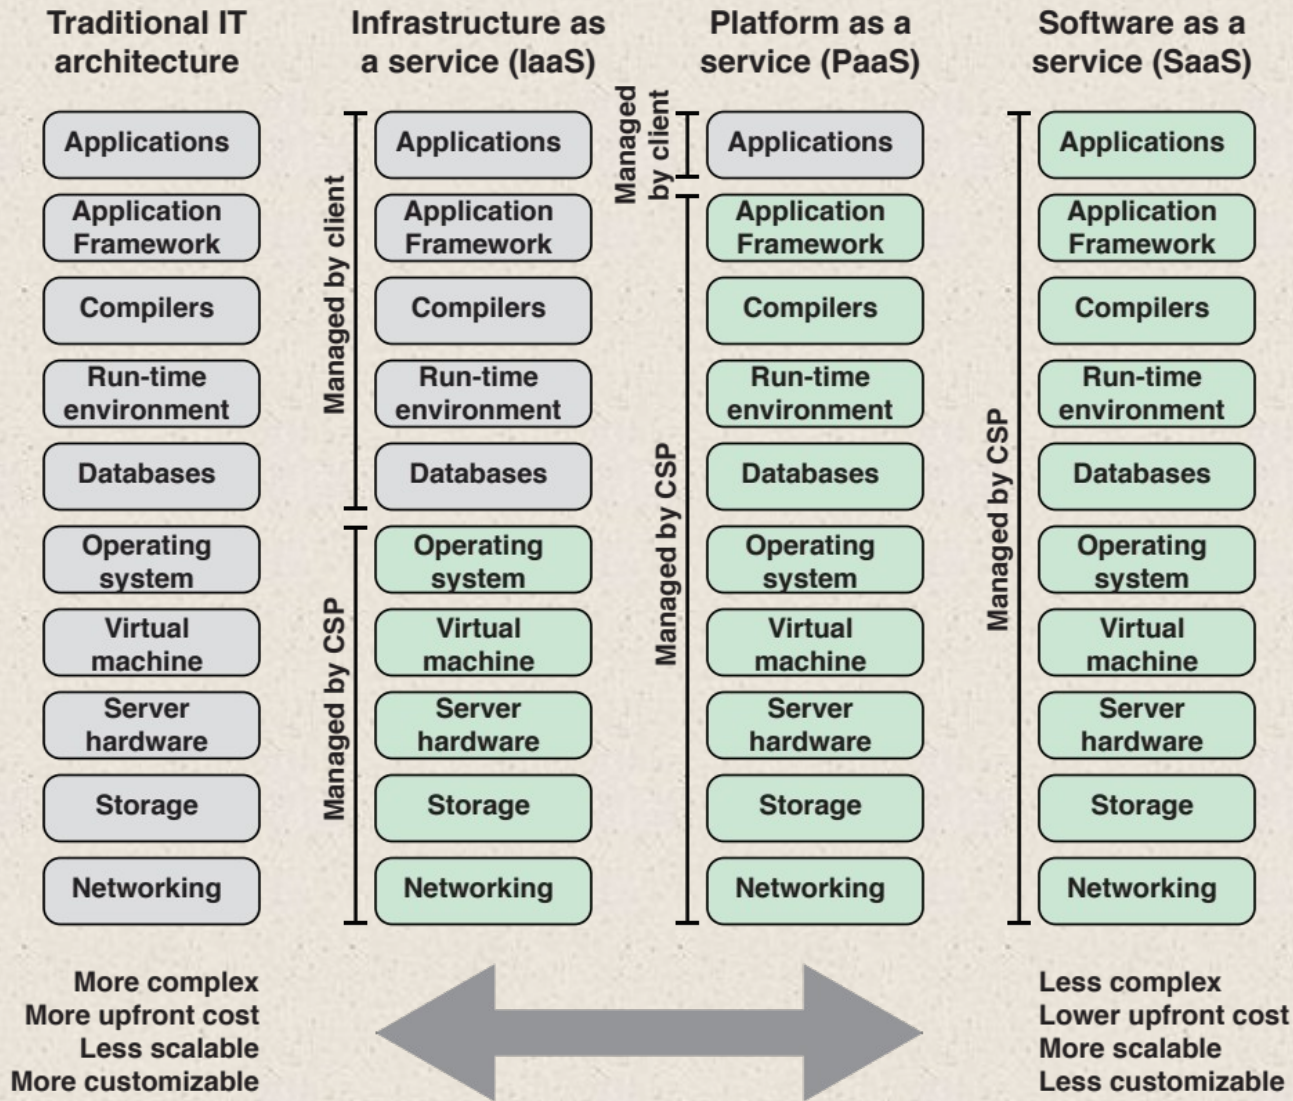 Traditional IT
architecture
Applications
Application
Framework
Compilers
Run-time
environment
Databases
Operating
system
Virtual
machine
Server
hardware
Storage
Networking
Infrastructure as
a service (IaaS)
Managed by client
Managed by CSP
Applications
Application
Framework
Compilers
Run-time
environment
Databases
Operating
system
Virtual
machine
Server
hardware
Storage
Networking
Platform as a
service (PaaS)
Managed
by client
Managed by CSP
Applications
Application
Framework
Compilers
Run-time
environment
Databases
Operating
system
Virtual
machine
Server
hardware
Storage
Networking
Software as a
service (SaaS)
Managed by CSP
Applications
Application
Framework
Compilers
Run-time
environment
Databases
Operating
system
Virtual
machine
Server
hardware
Storage
Networking
More complex
More upfront cost
Less scalable
More customizable
Less complex
Lower upfront cost
More scalable
Less customizable